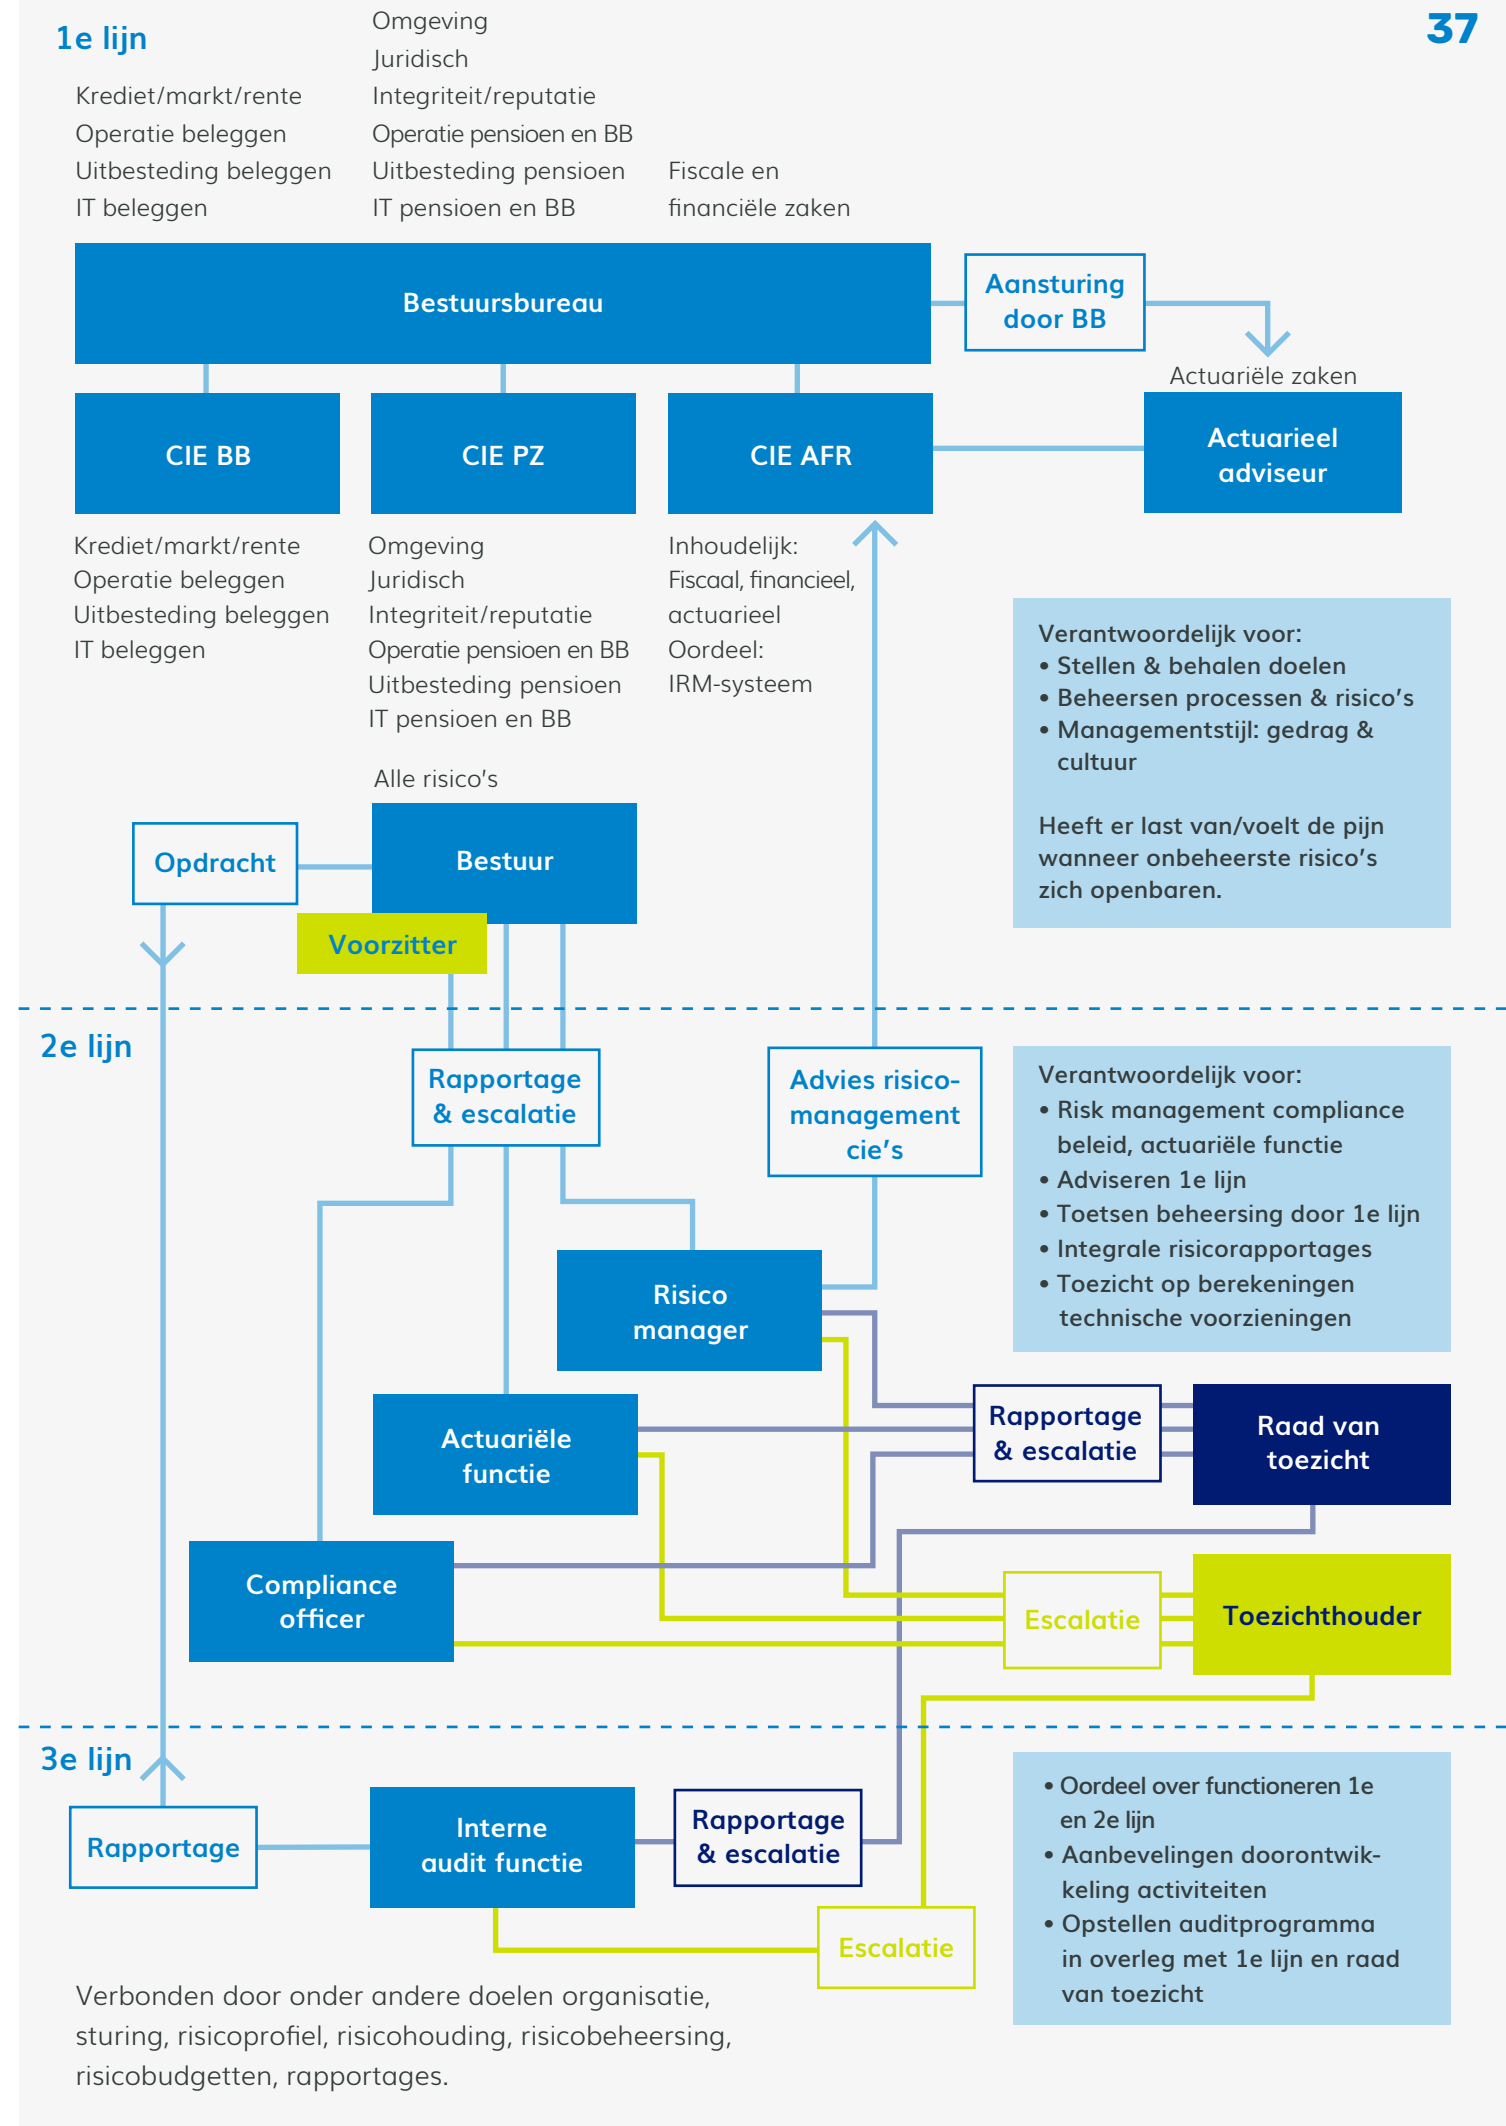 37
1e lijn
Krediet/markt/rente
Operatie beleggen
Uitbesteding beleggen
IT beleggen
Omgeving
Juridisch
Integriteit/reputatie
Operatie pensioen en BB
Uitbesteding pensioen
IT pensioen en BB
Fiscale en
financiële zaken
Bestuursbureau
Aansturing
door BB
Actuariële zaken
CIE BB
CIE PZ
CIE AFR
Actuarieel
adviseur
Krediet/markt/rente
Operatie beleggen
Uitbesteding beleggen
IT beleggen
Omgeving
Juridisch
Integriteit/reputatie
Operatie pensioen en BB
Uitbesteding pensioen
IT pensioen en BB
Inhoudelijk:
Fiscaal, financieel,
actuarieel
Oordeel:
IRM-systeem
Verantwoordelijk voor:
• Stellen & behalen doelen
• Beheersen processen & risico's
• Managementstijl: gedrag &
cultuur
Heeft er last van/voelt de pijn
wanneer onbeheerste risico's
zich openbaren.
Alle risico's
Opdracht
Bestuur
Voorzitter
2e lijn
Rapportage
& escalatie
Advies risico-
management
cie's
Verantwoordelijk voor:
• Risk management compliance
beleid, actuariële functie
• Adviseren 1e lijn
• Toetsen beheersing door 1e lijn
• Integrale risicorapportages
• Toezicht op berekeningen
technische voorzieningen
Risico
manager
Actuariële
functie
Rapportage
& escalatie
Raad van
toezicht
Compliance
officer
Escalatie
Toezichthouder
3e lijn
Rapportage
Interne
audit functie
Rapportage
& escalatie
Escalatie
• Oordeel over functioneren 1e
en 2e lijn
• Aanbevelingen doorontwik-
keling activiteiten
• Opstellen auditprogramma
in overleg met 1e lijn en raad
van toezicht
Verbonden door onder andere doelen organisatie,
sturing, risicoprofiel, risicohouding, risicobeheersing,
risicobudgetten, rapportages.